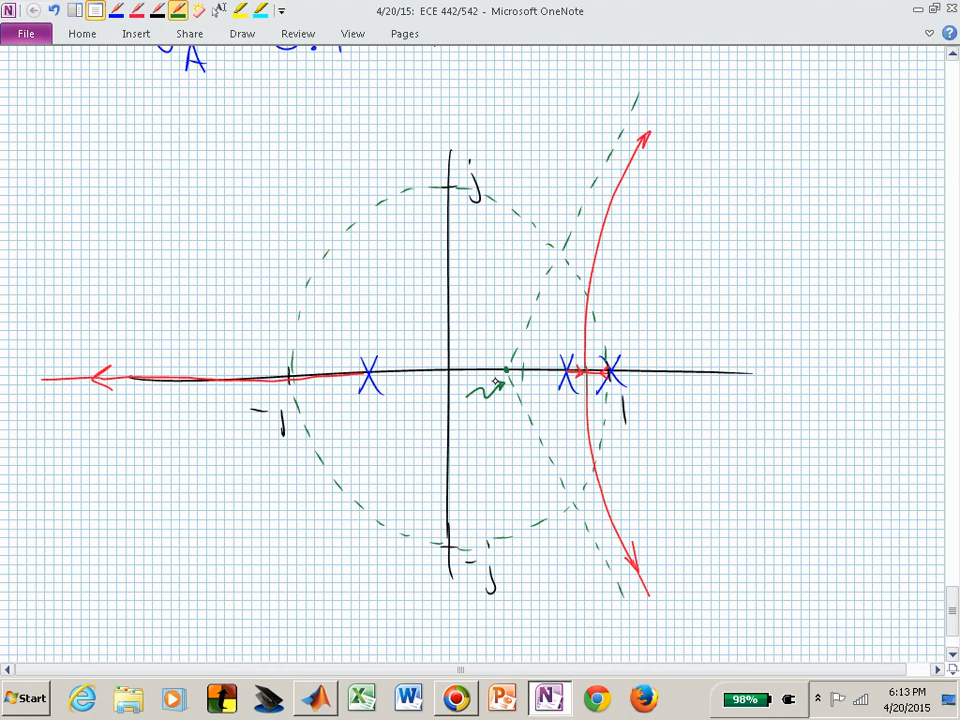 4/20/15: ECE 442/542 - Microsoft OneNote
File Home Insert Share Draw Review View Pages
A
j
-1
1
-j
Start
98%
6:13 PM
4/20/2015